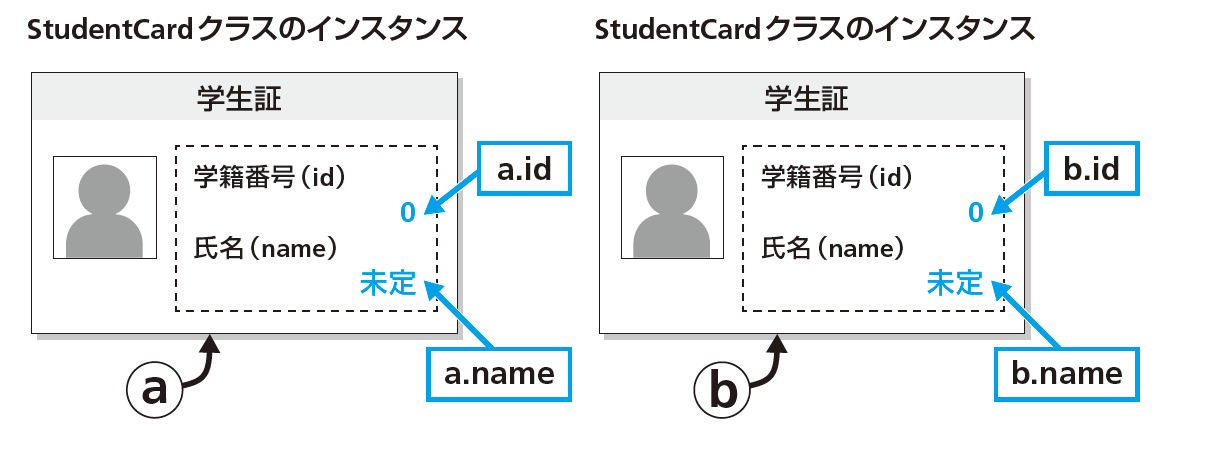 StudentCardクラスのインスタンス
学生証
学籍番号（id）
0
氏名（name）
未定
a.id
a.name
a
StudentCardクラスのインスタンス
学生証
学籍番号（id）
0
氏名（name）
未定
b.id
b.name
b